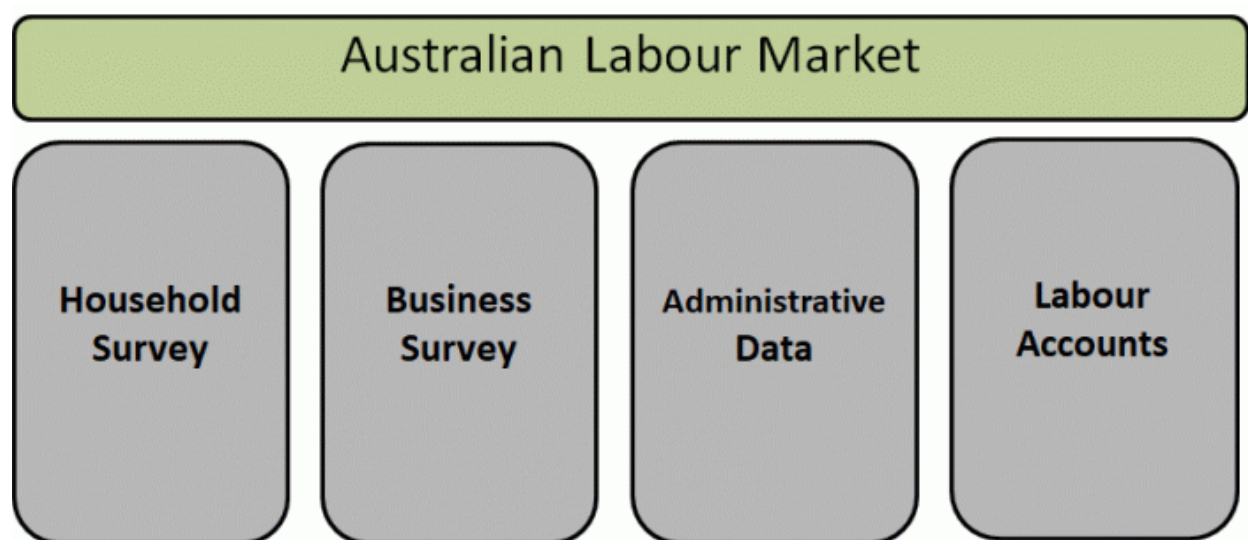 Australian Labour Market
Household
Survey
Business
Survey
Administrative
Data
Labour
Accounts